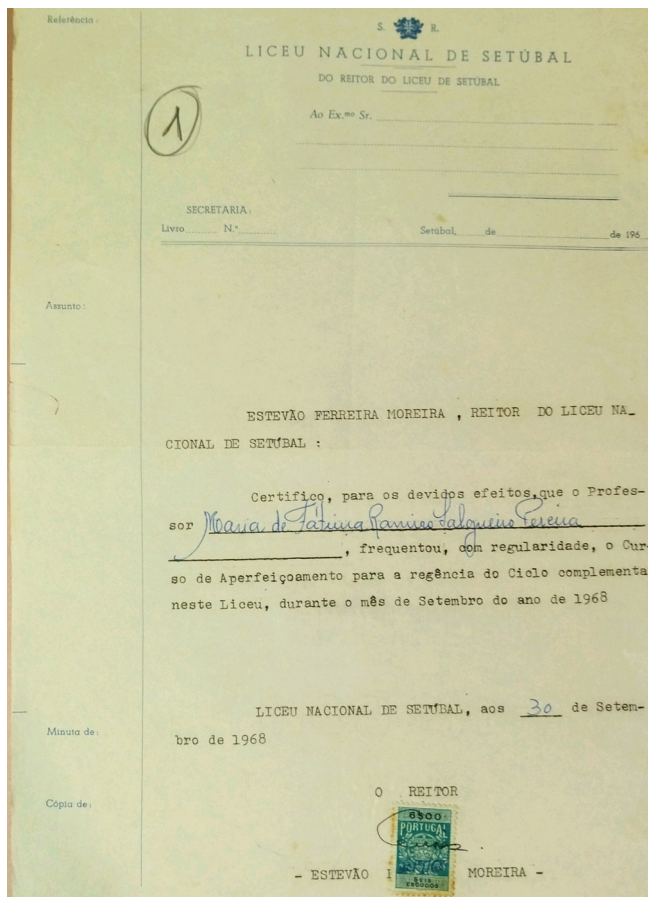 Referência:
S. R.
LICEU NACIONAL DE SETÚBAL
DO REITOR DO LICEU DE SETÚBAL
1
Ao Ex.mo Sr.
SECRETARIA:
Livro N.º
Setúbal, de de 196
Assunto:
ESTEVÃO FERREIRA MOREIRA , REITOR DO LICEU NA_
CIONAL DE SETÚBAL :
Certifico, para os devidos efeitos,que o Profes-
sor Maria de Fátima Ramico Salgueiro Pereira
, frequentou, com regularidade, o Cur-
so de Aperfeiçoamento para a regência do Ciclo complementa
neste Liceu, durante o mês de Setembro do ano de 1968
LICEU NACIONAL DE SETÚBAL, aos 30 de Setem-
Minuta de:
bro de 1968
O REITOR
Cópia de:
6$00
PORTUGAL
SEIS
ESCUDOS
- ESTEVÃO MOREIRA -